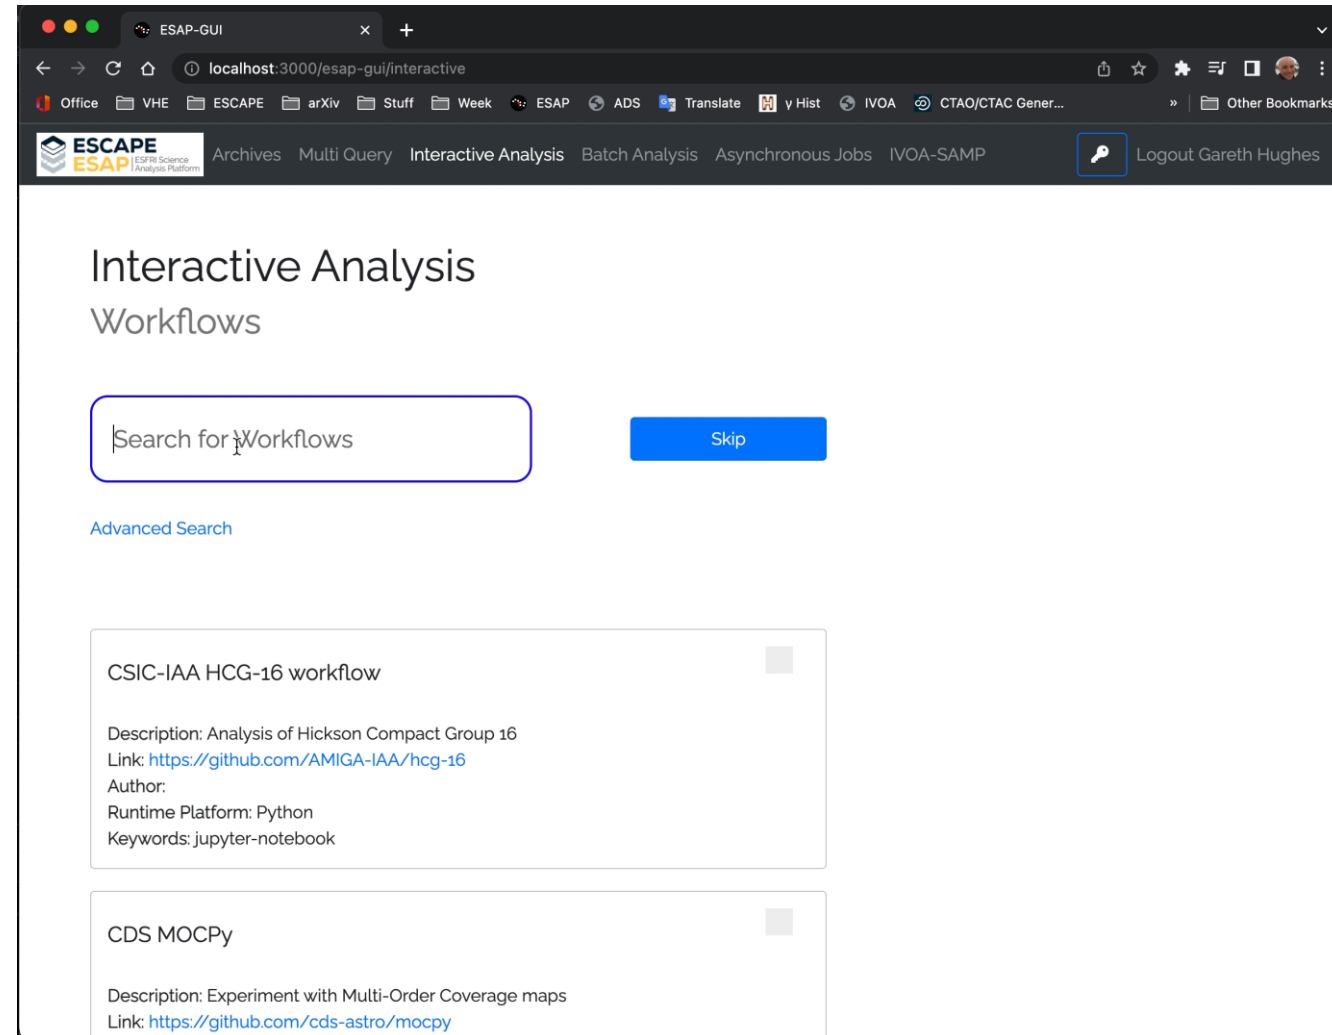 ESAP-GUI
localhost:3000/esap-gui/interactive
Office VHE ESCAPE arXiv Stuff Week ESAP ADS Translate γ Hist IVOA CTAO/CTAC Gener... » Other Bookmarks
ESCAPE
ESAP ESFRI Science Analysis Platform
Archives Multi Query Interactive Analysis Batch Analysis Asynchronous Jobs IVOA-SAMP Logout Gareth Hughes
Interactive Analysis
Workflows
Search for Workflows
Skip
Advanced Search
CSIC-IAA HCG-16 workflow
Description: Analysis of Hickson Compact Group 16
Link: https://github.com/AMIGA-IAA/hcg-16
Author:
Runtime Platform: Python
Keywords: jupyter-notebook
CDS MOCPy
Description: Experiment with Multi-Order Coverage maps
Link: https://github.com/cds-astro/mocpy